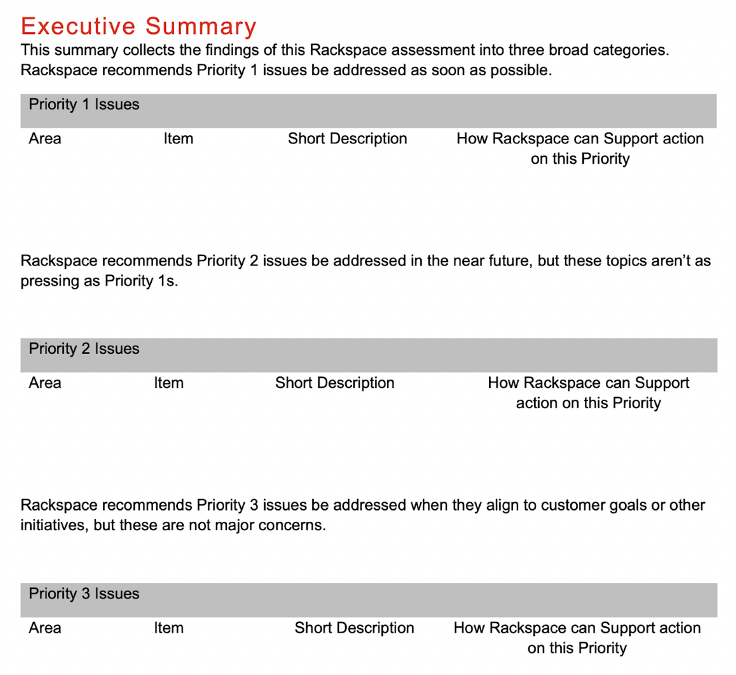 Executive Summary
This summary collects the findings of this Rackspace assessment into three broad categories.
Rackspace recommends Priority 1 issues be addressed as soon as possible.
Priority 1 Issues
Area Item Short Description How Rackspace can Support action
on this Priority
Rackspace recommends Priority 2 issues be addressed in the near future, but these topics aren’t as
pressing as Priority 1s.
Priority 2 Issues
Area Item Short Description How Rackspace can Support
action on this Priority
Rackspace recommends Priority 3 issues be addressed when they align to customer goals or other
initiatives, but these are not major concerns.
Priority 3 Issues
Area Item Short Description How Rackspace can Support action
on this Priority